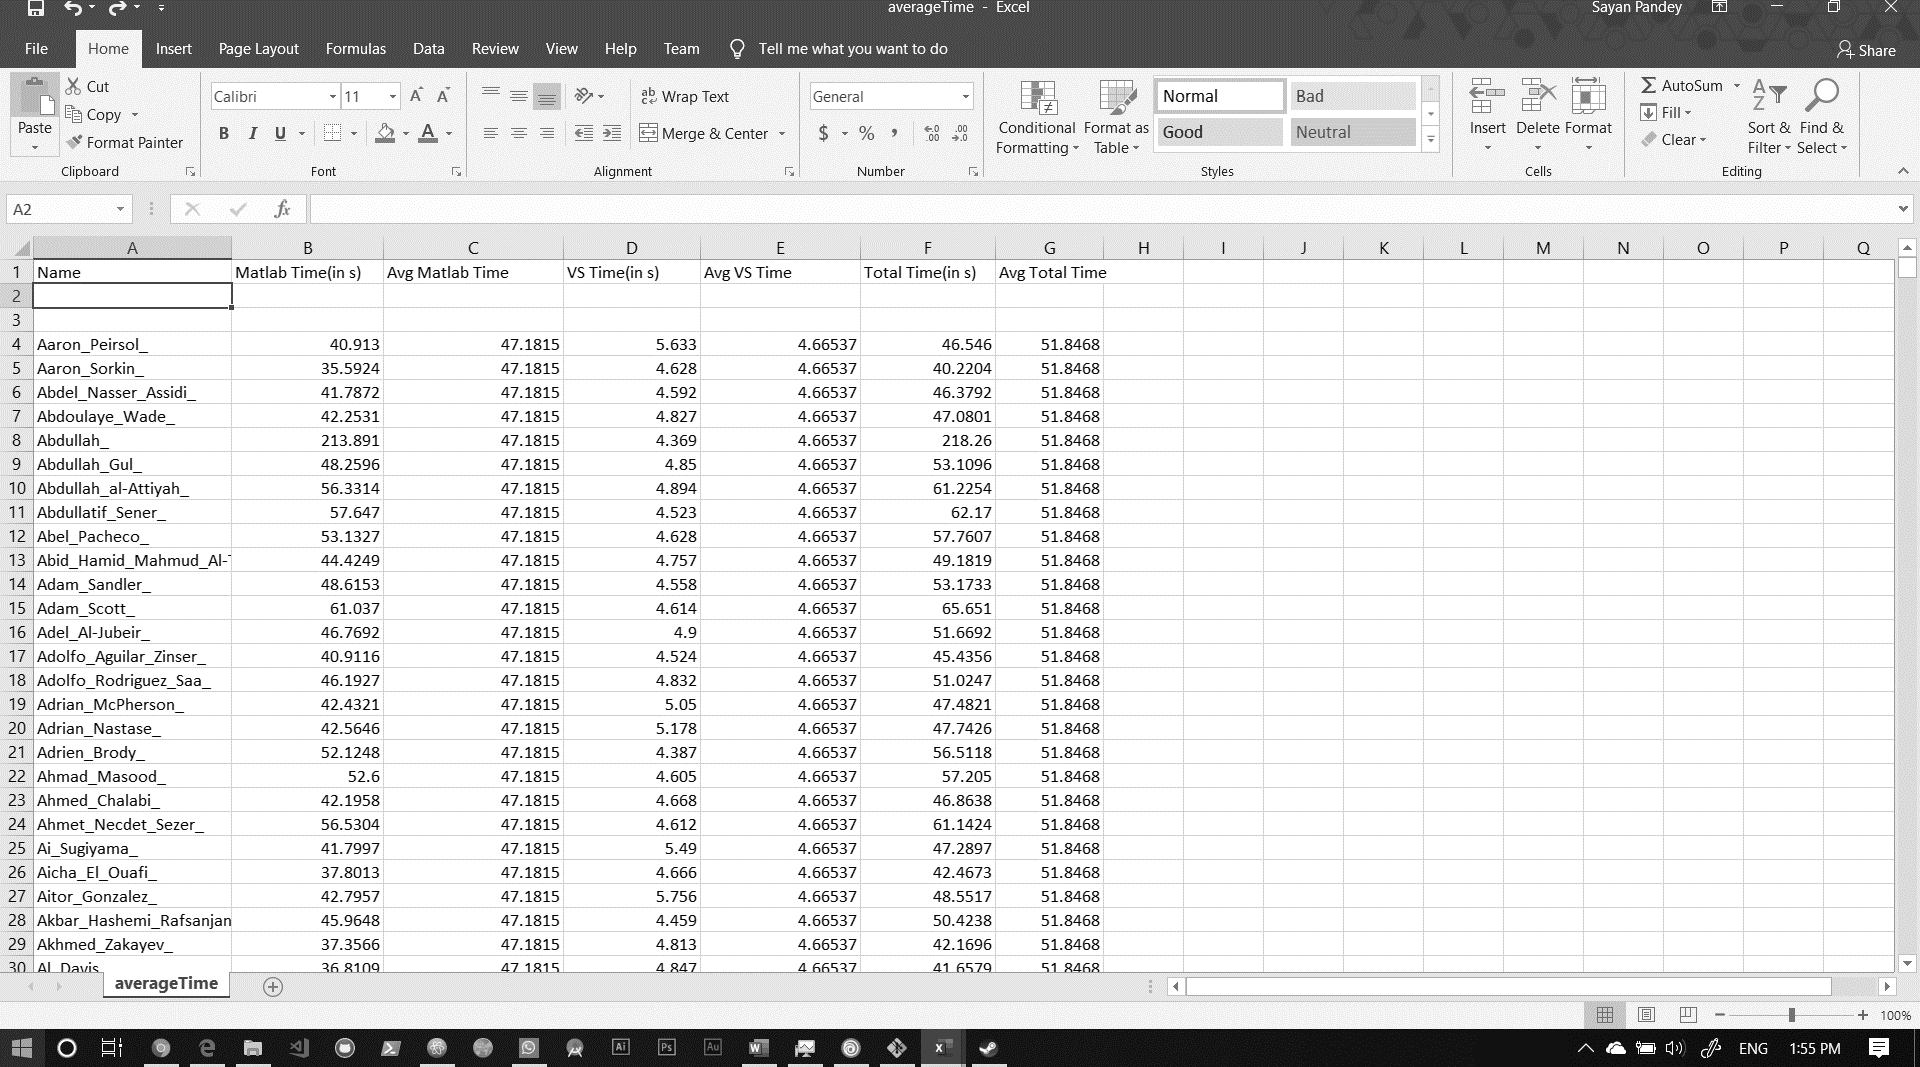 averageTime - Excel
Sayan Pandey
File Home Insert Page Layout Formulas Data Review View Help Team Tell me what you want to do Share
Paste
Cut
Copy
Format Painter
Clipboard
Calibri 11 A A
B I U A
Font
ab c Wrap Text
Merge & Center
Alignment
General
$ % , .0 .00 .00 .0
Number
Conditional Formatting
Format as Table
Normal Bad
Good Neutral
Styles
Insert Delete Format
Cells
AutoSum
Fill
Clear
Sort & Filter
Find & Select
Editing
A2 fx
A B C D E F G H I J K L M N O P Q
1 Name Matlab Time(in s) Avg Matlab Time VS Time(in s) Avg VS Time Total Time(in s) Avg Total Time
2
3
4 Aaron_Peirsol_ 40.913 47.1815 5.633 4.66537 46.546 51.8468
5 Aaron_Sorkin_ 35.5924 47.1815 4.628 4.66537 40.2204 51.8468
6 Abdel_Nasser_Assidi_ 41.7872 47.1815 4.592 4.66537 46.3792 51.8468
7 Abdoulaye_Wade_ 42.2531 47.1815 4.827 4.66537 47.0801 51.8468
8 Abdullah_ 213.891 47.1815 4.369 4.66537 218.26 51.8468
9 Abdullah_Gul_ 48.2596 47.1815 4.85 4.66537 53.1096 51.8468
10 Abdullah_al-Attiyah_ 56.3314 47.1815 4.894 4.66537 61.2254 51.8468
11 Abdullatif_Sener_ 57.647 47.1815 4.523 4.66537 62.17 51.8468
12 Abel_Pacheco_ 53.1327 47.1815 4.628 4.66537 57.7607 51.8468
13 Abid_Hamid_Mahmud_Al- 44.4249 47.1815 4.757 4.66537 49.1819 51.8468
14 Adam_Sandler_ 48.6153 47.1815 4.558 4.66537 53.1733 51.8468
15 Adam_Scott_ 61.037 47.1815 4.614 4.66537 65.651 51.8468
16 Adel_Al-Jubeir_ 46.7692 47.1815 4.9 4.66537 51.6692 51.8468
17 Adolfo_Aguilar_Zinser_ 40.9116 47.1815 4.524 4.66537 45.4356 51.8468
18 Adolfo_Rodriguez_Saa_ 46.1927 47.1815 4.832 4.66537 51.0247 51.8468
19 Adrian_McPherson_ 42.4321 47.1815 5.05 4.66537 47.4821 51.8468
20 Adrian_Nastase_ 42.5646 47.1815 5.178 4.66537 47.7426 51.8468
21 Adrien_Brody_ 52.1248 47.1815 4.387 4.66537 56.5118 51.8468
22 Ahmad_Masood_ 52.6 47.1815 4.605 4.66537 57.205 51.8468
23 Ahmed_Chalabi_ 42.1958 47.1815 4.668 4.66537 46.8638 51.8468
24 Ahmet_Necdet_Sezer_ 56.5304 47.1815 4.612 4.66537 61.1424 51.8468
25 Ai_Sugiyama_ 41.7997 47.1815 5.49 4.66537 47.2897 51.8468
26 Aicha_El_Ouafi_ 37.8013 47.1815 4.666 4.66537 42.4673 51.8468
27 Aitor_Gonzalez_ 42.7957 47.1815 5.756 4.66537 48.5517 51.8468
28 Akbar_Hashemi_Rafsanjan 45.9648 47.1815 4.459 4.66537 50.4238 51.8468
29 Akhmed_Zakayev_ 37.3566 47.1815 4.813 4.66537 42.1696 51.8468
30 Al_Davis_ 36.8109 47.1815 4.847 4.66537 41.6579 51.8468
averageTime
100%
Ai Ps Au W X
ENG 1:55 PM